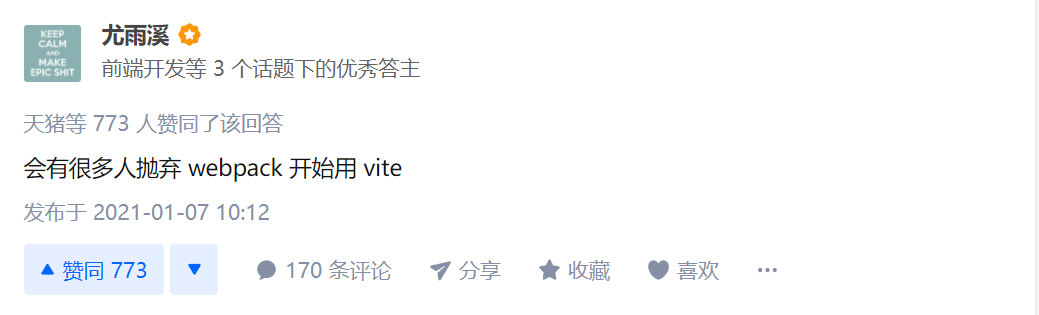 KEEP
CALM
AND
MAKE
EPIC SHIT
尤雨溪
前端开发等 3 个话题下的优秀答主
天猪等 773 人赞同了该回答
会有很多人抛弃 webpack 开始用 vite
发布于 2021-01-07 10:12
赞同 773 170 条评论 分享 收藏 喜欢